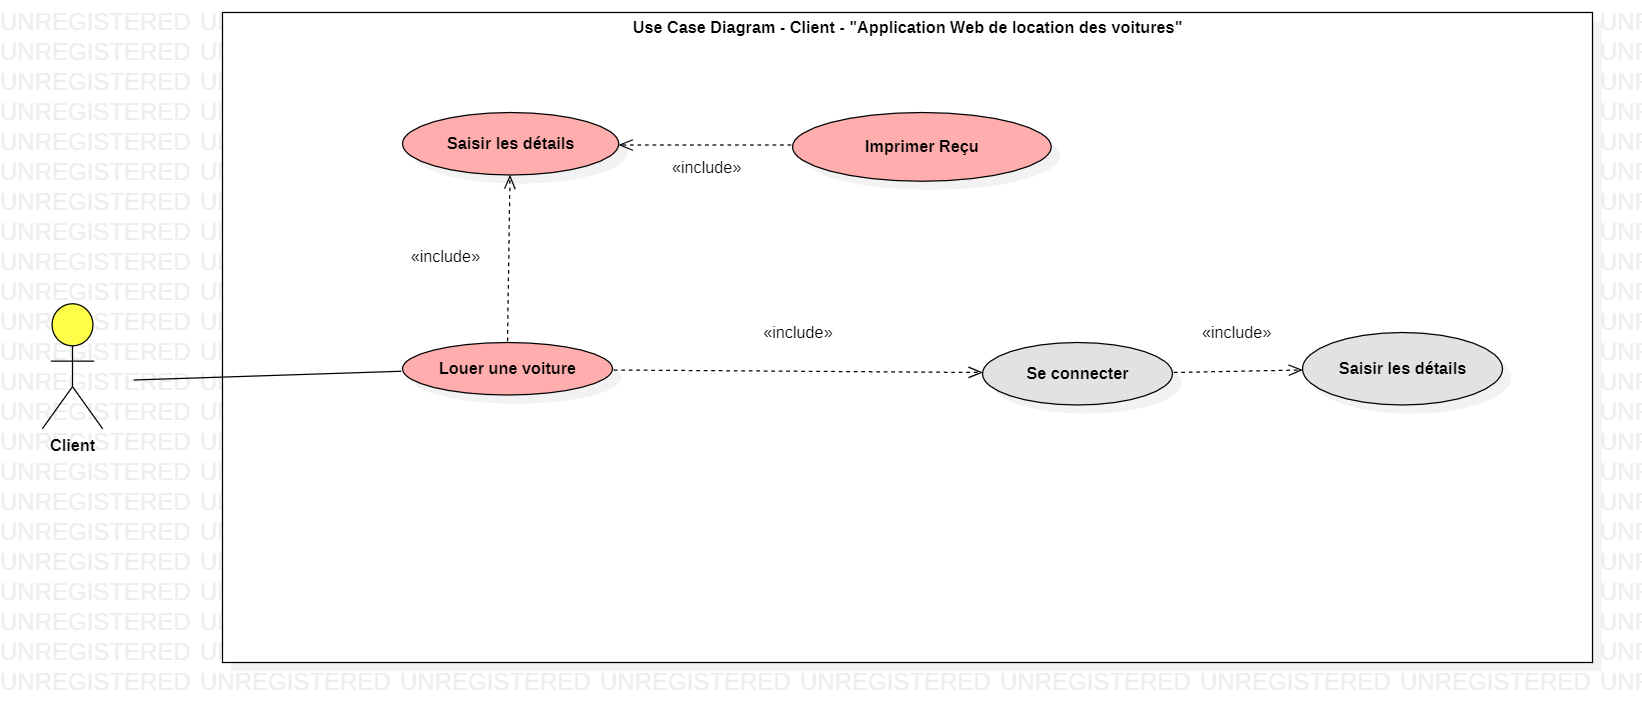 Use Case Diagram - Client - "Application Web de location des voitures"
Saisir les détails
Imprimer Reçu
«include»
«include»
«include»
«include»
Louer une voiture
Se connecter
Saisir les détails
Client
UNREGISTERED UNREGISTERED UNREGISTERED UNREGISTERED UNREGISTERED UNREGISTERED UNREGISTERED UNREGISTERED